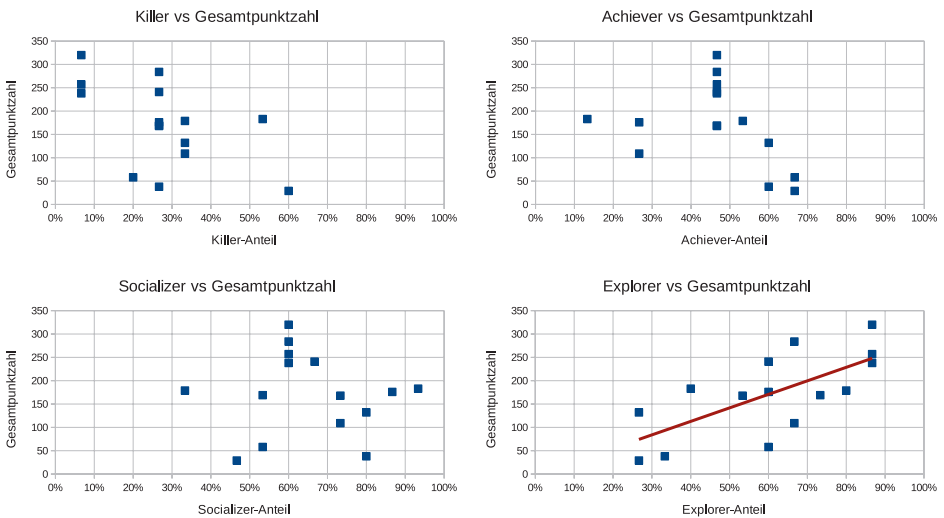 Killer vs Gesamtpunktzahl
Gesamtpunktzahl
350
300
250
200
150
100
50
0
0% 10% 20% 30% 40% 50% 60% 70% 80% 90% 100%
Killer-Anteil
Achiever vs Gesamtpunktzahl
Gesamtpunktzahl
350
300
250
200
150
100
50
0
0% 10% 20% 30% 40% 50% 60% 70% 80% 90% 100%
Achiever-Anteil
Socializer vs Gesamtpunktzahl
Gesamtpunktzahl
350
300
250
200
150
100
50
0
0% 10% 20% 30% 40% 50% 60% 70% 80% 90% 100%
Socializer-Anteil
Explorer vs Gesamtpunktzahl
Gesamtpunktzahl
350
300
250
200
150
100
50
0
0% 10% 20% 30% 40% 50% 60% 70% 80% 90% 100%
Explorer-Anteil